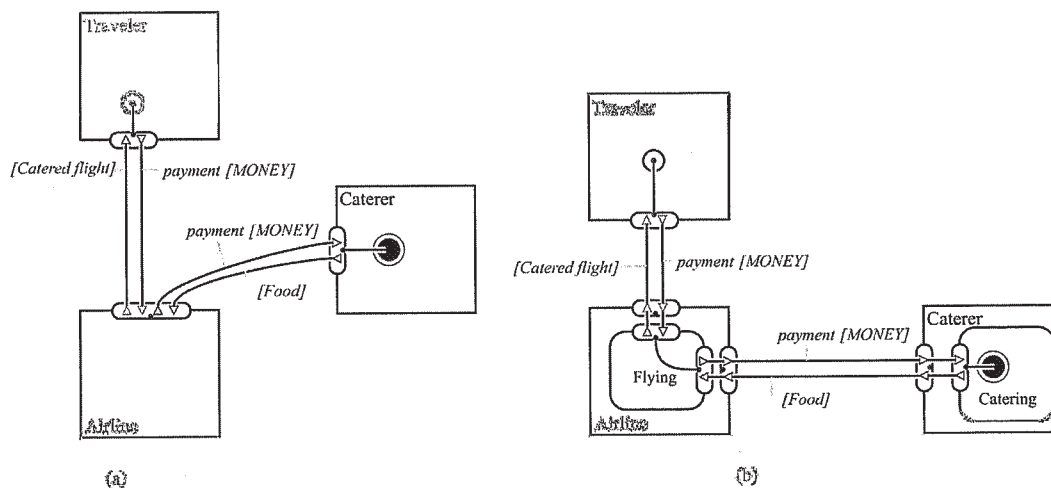 Traveler
[Catered flight]
payment [MONEY]
Caterer
payment [MONEY]
[Food]
Airline
(a)
Traveler
[Catered flight]
payment [MONEY]
Caterer
payment [MONEY]
Flying
[Food]
Catering
Airline
(b)